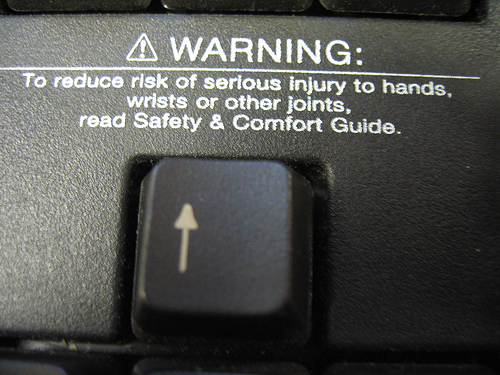 ⚠ WARNING:
To reduce risk of serious injury to hands,
wrists or other joints,
read Safety & Comfort Guide.